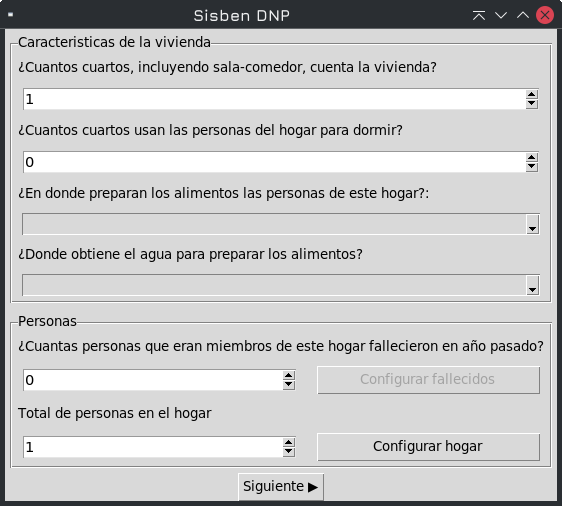 Sisben DNP
Caracteristicas de la vivienda
¿Cuantos cuartos, incluyendo sala-comedor, cuenta la vivienda?
1
¿Cuantos cuartos usan las personas del hogar para dormir?
0
¿En donde preparan los alimentos las personas de este hogar?:
¿Donde obtiene el agua para preparar los alimentos?
Personas
¿Cuantas personas que eran miembros de este hogar fallecieron en año pasado?
0 Configurar fallecidos
Total de personas en el hogar
1 Configurar hogar
Siguiente ▶